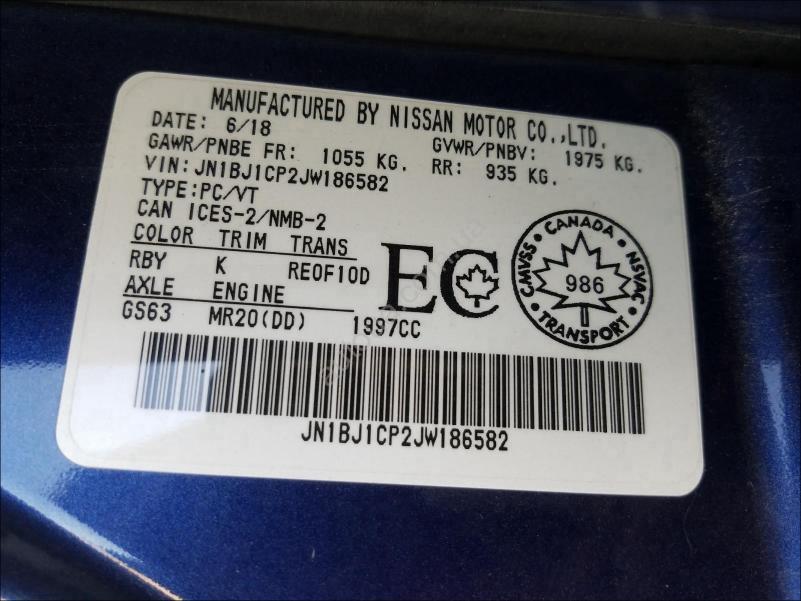 MANUFACTURED BY NISSAN MOTOR CO.,LTD.
DATE: 6/18 GVWR/PNBV: 1975 KG.
GAWR/PNBE FR: 1055 KG. RR: 935 KG.
VIN: JN1BJ1CP2JW186582
TYPE:PC/VT
CAN ICES-2/NMB-2
COLOR TRIM TRANS
RBY K RE0F10D
AXLE ENGINE
GS63 MR20(DD) 1997CC
EC
CANADA
CMVSS NSVAC
986
TRANSPORT
JN1BJ1CP2JW186582